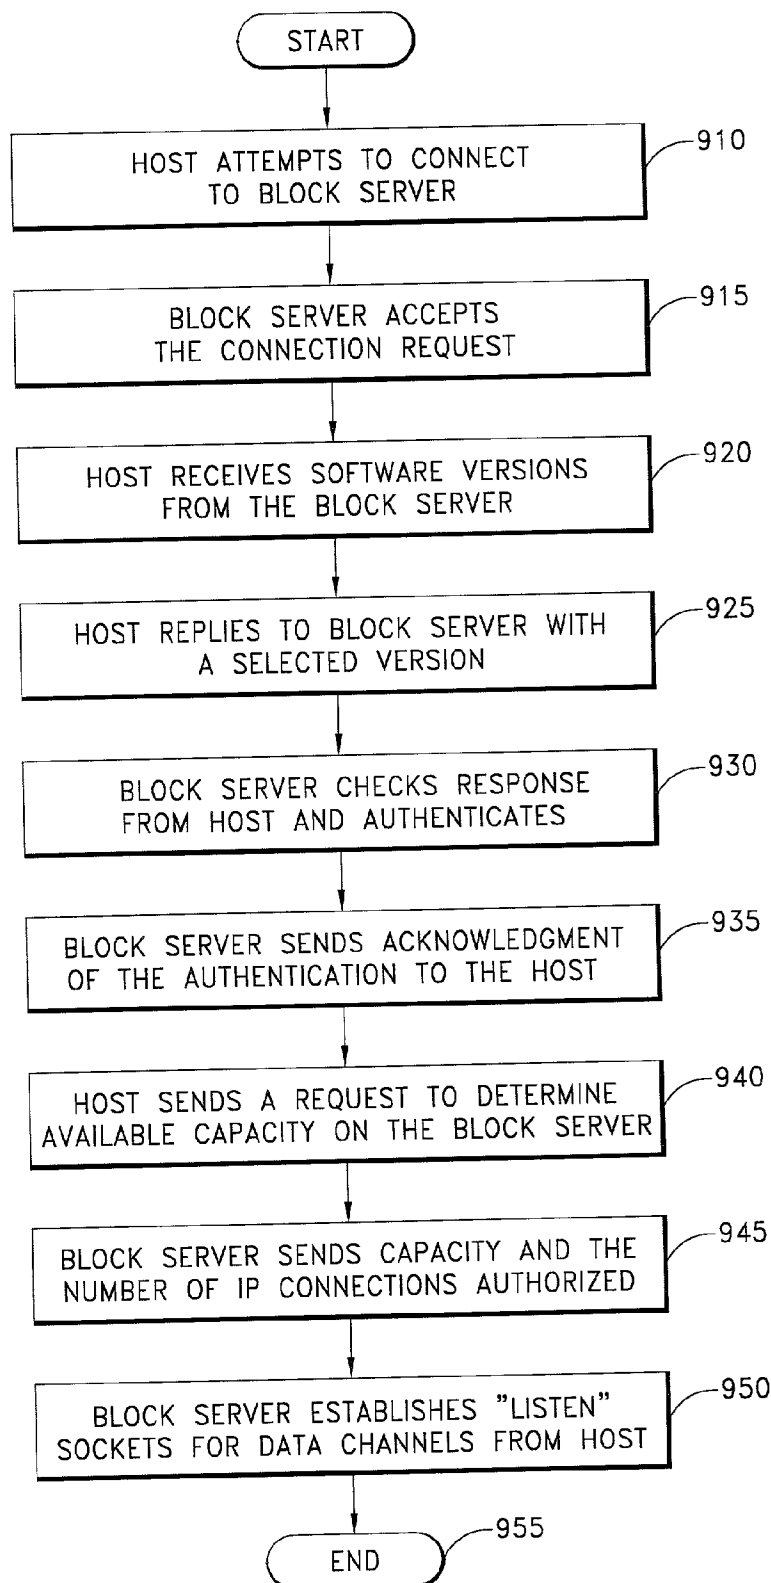 START
HOST ATTEMPTS TO CONNECT
TO BLOCK SERVER
910
BLOCK SERVER ACCEPTS
THE CONNECTION REQUEST
915
HOST RECEIVES SOFTWARE VERSIONS
FROM THE BLOCK SERVER
920
HOST REPLIES TO BLOCK SERVER WITH
A SELECTED VERSION
925
BLOCK SERVER CHECKS RESPONSE
FROM HOST AND AUTHENTICATES
930
BLOCK SERVER SENDS ACKNOWLEDGMENT
OF THE AUTHENTICATION TO THE HOST
935
HOST SENDS A REQUEST TO DETERMINE
AVAILABLE CAPACITY ON THE BLOCK SERVER
940
BLOCK SERVER SENDS CAPACITY AND THE
NUMBER OF IP CONNECTIONS AUTHORIZED
945
BLOCK SERVER ESTABLISHES "LISTEN"
SOCKETS FOR DATA CHANNELS FROM HOST
950
END
955